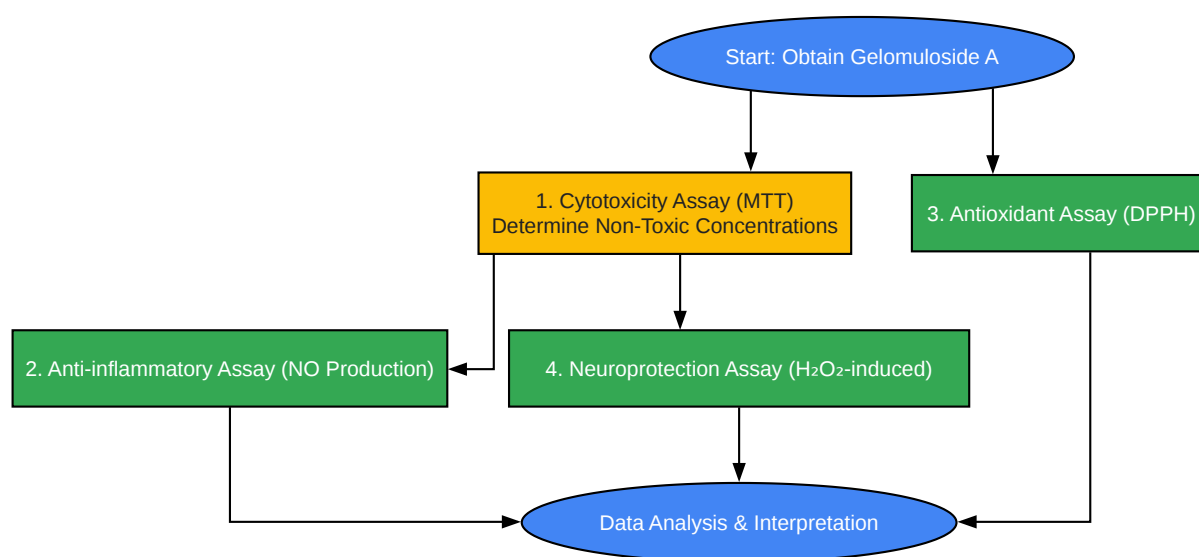 Start: Obtain Gelomuloside A
1. Cytotoxicity Assay (MTT)
Determine Non-Toxic Concentrations
3. Antioxidant Assay (DPPH)
2. Anti-inflammatory Assay (NO Production)
4. Neuroprotection Assay (H₂O₂-induced)
Data Analysis & Interpretation